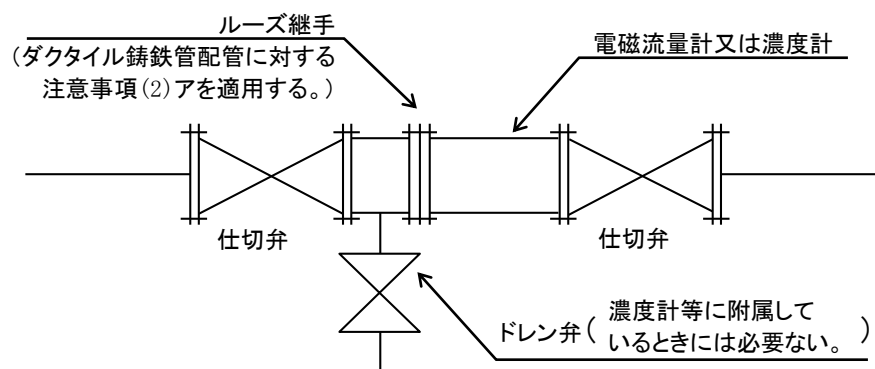 ルーズ継手
(ダクタイル鋳鉄管配管に対する
注意事項(2)アを適用する。)
電磁流量計又は濃度計
仕切弁
仕切弁
ドレン弁(濃度計等に附属して
いるときには必要ない。)